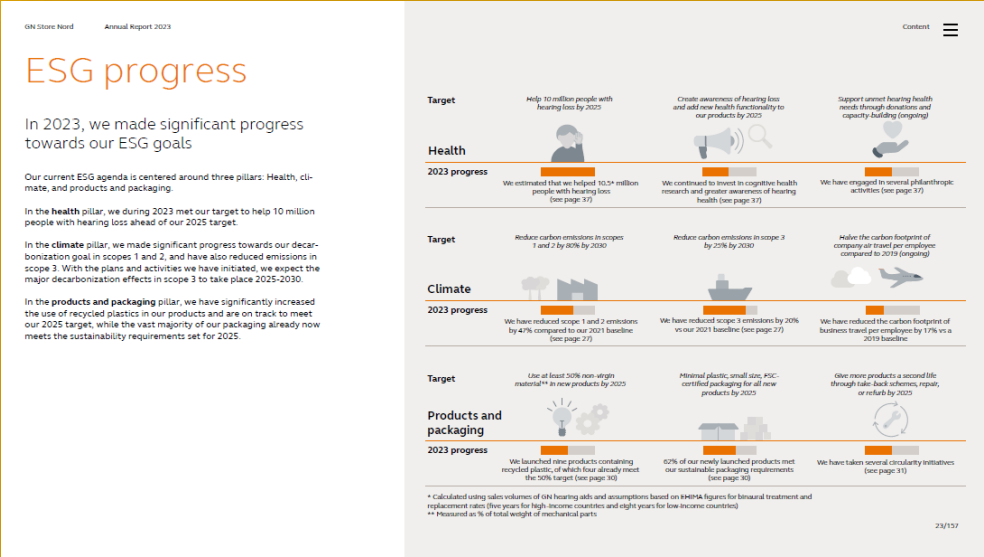 GN Store Nord Annual Report 2023
Content
ESG progress
In 2023, we made significant progress
towards our ESG goals
Our current ESG agenda is centered around three pillars: Health, cli-
mate, and products and packaging.
In the health pillar, we during 2023 met our target to help 10 million
people with hearing loss ahead of our 2025 target.
In the climate pillar, we made significant progress towards our decar-
bonization goal in scopes 1 and 2, and have also reduced emissions in
scope 3. With the plans and activities we have initiated, we expect the
major decarbonization effects in scope 3 to take place 2025-2030.
In the products and packaging pillar, we have significantly increased
the use of recycled plastics in our products and are on track to meet
our 2025 target, while the vast majority of our packaging already now
meets the sustainability requirements set for 2025.
Target
Help 10 million people with
hearing loss by 2025
Create awareness of hearing loss
and add new health functionality to
our products by 2025
Support unmet hearing health
needs through donations and
capacity-building (ongoing)
Health
2023 progress
We estimated that we helped 10.5* million
people with hearing loss
(see page 37)
We continued to invest in cognitive health
research and greater awareness of hearing
health (see page 37)
We have engaged in several philanthropic
activities (see page 37)
Target
Reduce carbon emissions in scopes
1 and 2 by 80% by 2030
Reduce carbon emissions in scope 3
by 25% by 2030
Halve the carbon footprint of
company air travel per employee
compared to 2019 (ongoing)
Climate
2023 progress
We have reduced scope 1 and 2 emissions
by 47% compared to our 2021 baseline
(see page 27)
We have reduced scope 3 emissions by 20%
vs our 2021 baseline (see page 27)
We have reduced the carbon footprint of
business travel per employee by 17% vs a
2019 baseline
Target
Use at least 50% non-virgin
material** in new products by 2025
Minimal plastic, small size, FSC-
certified packaging for all new
products by 2025
Give more products a second life
through take-back schemes, repair,
or refurb by 2025
Products and
packaging
2023 progress
We launched nine products containing
recycled plastic, of which four already meet
the 50% target (see page 30)
62% of our newly launched products met
our sustainable packaging requirements
(see page 30)
We have taken several circularity initiatives
(see page 31)
* Calculated using sales volumes of GN hearing aids and assumptions based on EHIMA figures for binaural treatment and
replacement rates (five years for high-income countries and eight years for low-income countries)
** Measured as % of total weight of mechanical parts
23/157